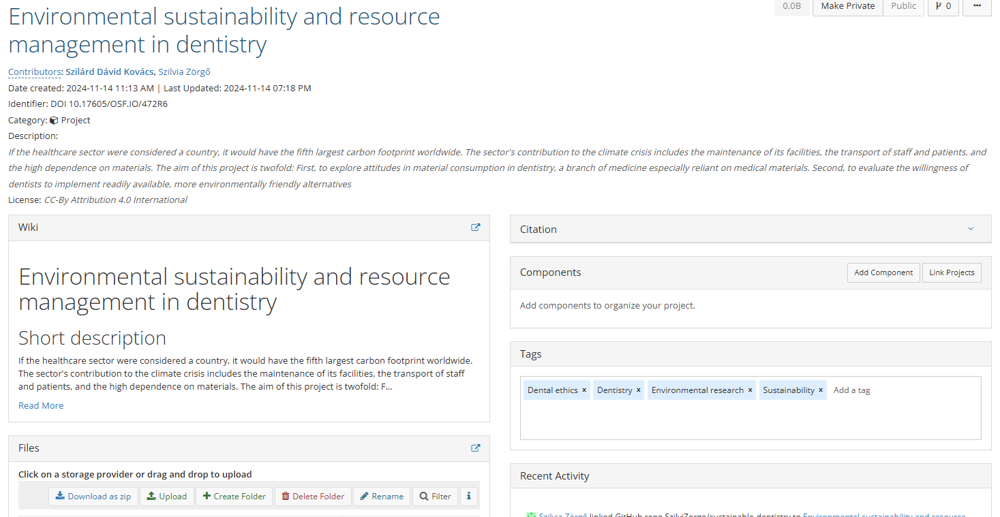 Environmental sustainability and resource
management in dentistry
0.0B
Make Private
Public
0
Contributors: Szilárd Dávid Kovács, Szilvia Zörgő
Date created: 2024-11-14 11:13 AM | Last Updated: 2024-11-14 07:18 PM
Identifier: DOI 10.17605/OSF.IO/472R6
Category: Project
Description:
If the healthcare sector were considered a country, it would have the fifth largest carbon footprint worldwide. The sector's contribution to the climate crisis includes the maintenance of its facilities, the transport of staff and patients, and
the high dependence on materials. The aim of this project is twofold: First, to explore attitudes in material consumption in dentistry, a branch of medicine especially reliant on medical materials. Second, to evaluate the willingness of
dentists to implement readily available, more environmentally friendly alternatives
License: CC-By Attribution 4.0 International
Wiki
Environmental sustainability and resource
management in dentistry
Short description
If the healthcare sector were considered a country, it would have the fifth largest carbon footprint worldwide.
The sector's contribution to the climate crisis includes the maintenance of its facilities, the transport of staff
and patients, and the high dependence on materials. The aim of this project is twofold: F...
Read More
Files
Click on a storage provider or drag and drop to upload
Download as zip
Upload
Create Folder
Delete Folder
Rename
Filter
Citation
Components
Add Component
Link Projects
Add components to organize your project.
Tags
Dental ethics x
Dentistry x
Environmental research x
Sustainability x
Add a tag
Recent Activity
Szilvia Zörgő linked GitHub repo SzilviZorgo/sustainable_dentistry to Environmental sustainability and resource